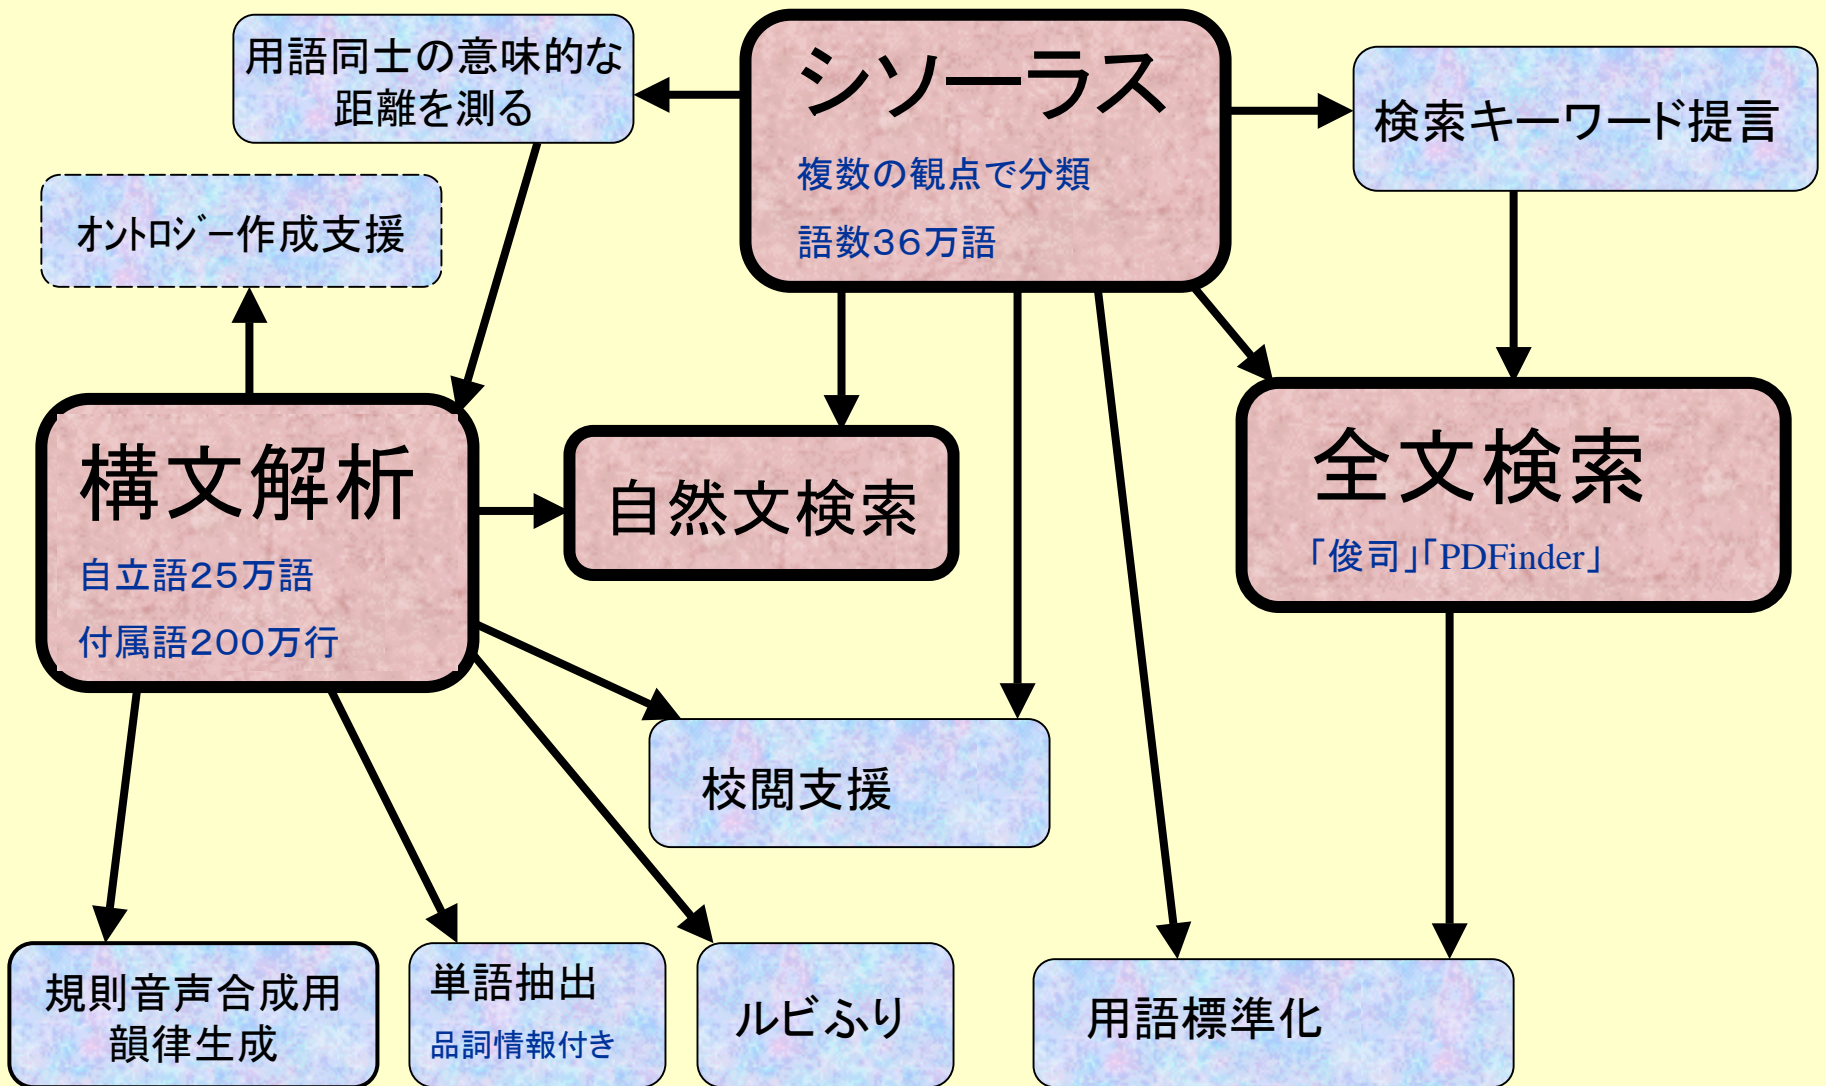 用語同士の意味的な
距離を測る
シソーラス
複数の観点で分類
語数36万語
検索キーワード提言
オントロジー作成支援
構文解析
自立語25万語
付属語200万行
自然文検索
全文検索
「俊司」「PDFinder」
校閲支援
規則音声合成用
韻律生成
単語抽出
品詞情報付き
ルビふり
用語標準化